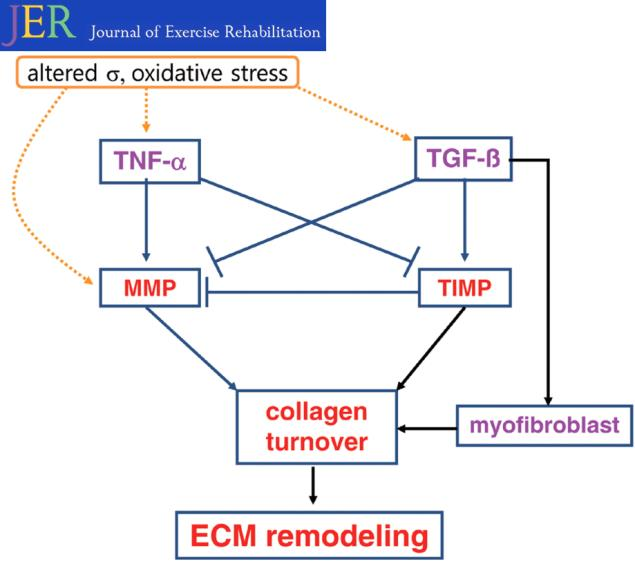 JER Journal of Exercise Rehabilitation
altered σ, oxidative stress
TNF-α
TGF-ß
MMP
TIMP
collagen
turnover
myofibroblast
ECM remodeling